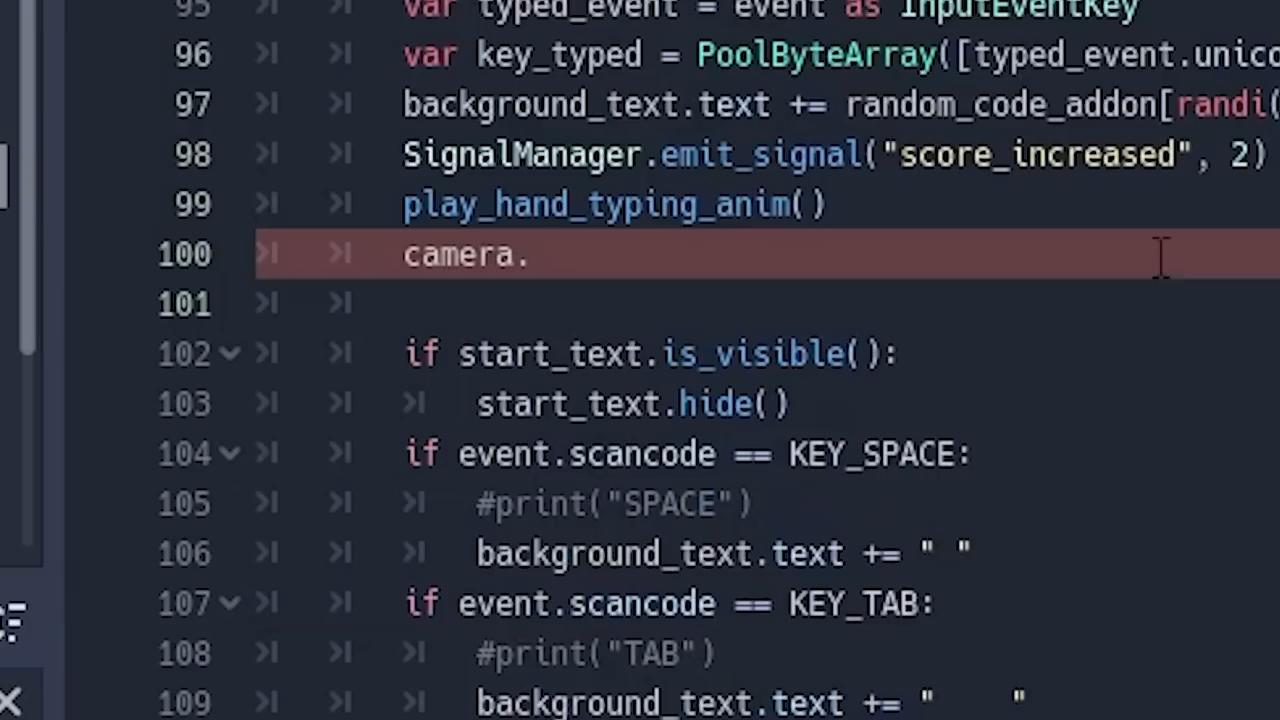 95 var typed_event = event as InputEventKey
96 var key_typed = PoolByteArray([typed_event.unico
97 background_text.text += random_code_addon[randi(
98 SignalManager.emit_signal("score_increased", 2)
99 play_hand_typing_anim()
100 camera.
101
102 if start_text.is_visible():
103 start_text.hide()
104 if event.scancode == KEY_SPACE:
105 #print("SPACE")
106 background_text.text += " "
107 if event.scancode == KEY_TAB:
108 #print("TAB")
109 background_text.text += "    "